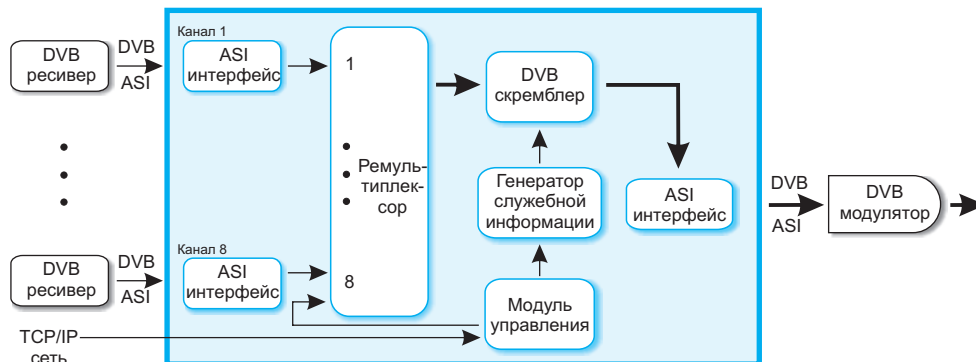 Канал 1
DVB
ресивер
DVB
ASI
ASI
интерфейс
1
DVB
скремблер
Ремуль-
типлек-
сор
Генератор
служебной
информации
ASI
интерфейс
DVB
ASI
DVB
модулятор
Канал 8
DVB
ресивер
DVB
ASI
ASI
интерфейс
8
Модуль
управления
TCP/IP
сеть